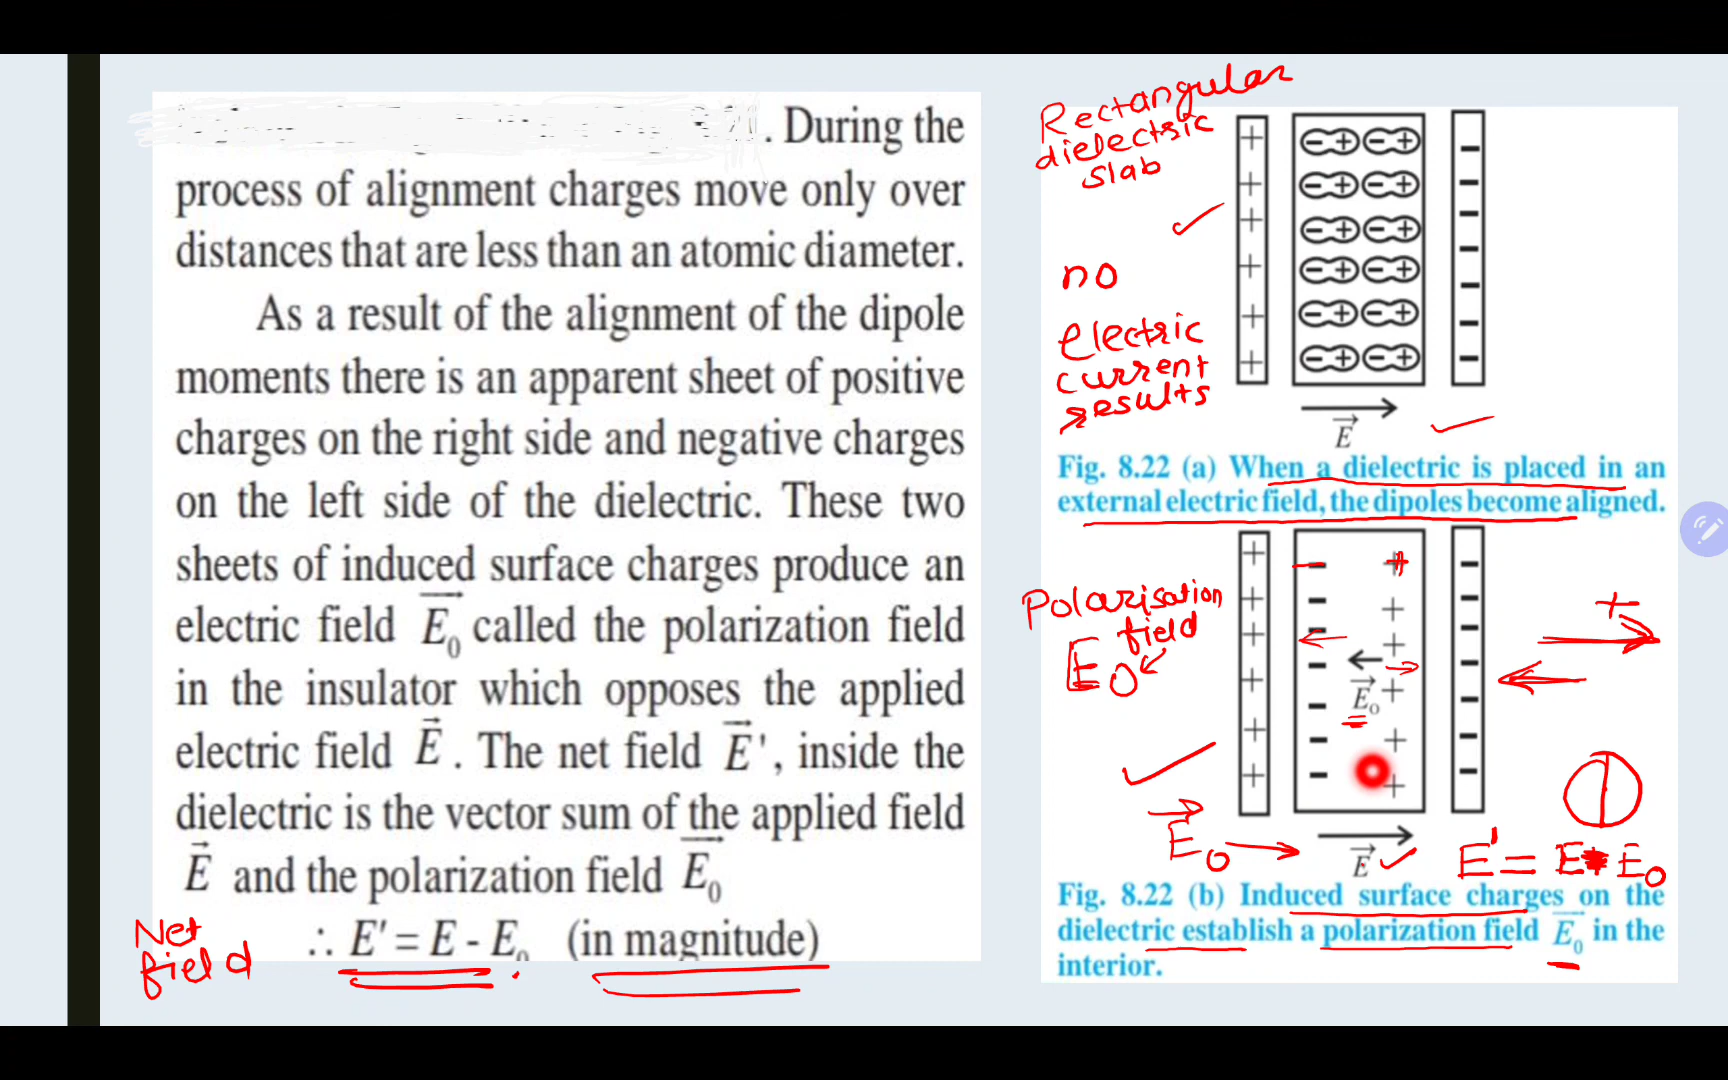 . During the
process of alignment charges move only over
distances that are less than an atomic diameter.
As a result of the alignment of the dipole
moments there is an apparent sheet of positive
charges on the right side and negative charges
on the left side of the dielectric. These two
sheets of induced surface charges produce an
electric field E₀ called the polarization field
in the insulator which opposes the applied
electric field E. The net field E', inside the
dielectric is the vector sum of the applied field
E and the polarization field E₀
∴ E' = E - E₀ (in magnitude)
Net
field
Rectangular
dielectric
slab
no
electric
current
results
E
Fig. 8.22 (a) When a dielectric is placed in an
external electric field, the dipoles become aligned.
Polarisation
field
E₀
E₀
E₀
E
E' = E E₀
Fig. 8.22 (b) Induced surface charges on the
dielectric establish a polarization field E₀ in the
interior.